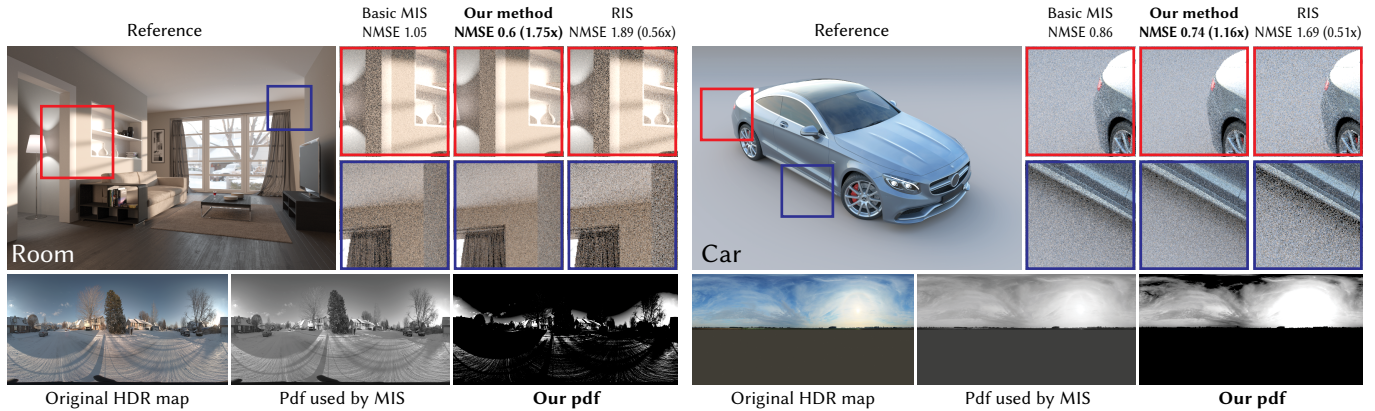 Reference
Basic MIS
NMSE 1.05
Our method
NMSE 0.6 (1.75x)
RIS
NMSE 1.89 (0.56x)
Room
Original HDR map
Pdf used by MIS
Our pdf
Reference
Basic MIS
NMSE 0.86
Our method
NMSE 0.74 (1.16x)
RIS
NMSE 1.69 (0.51x)
Car
Original HDR map
Pdf used by MIS
Our pdf